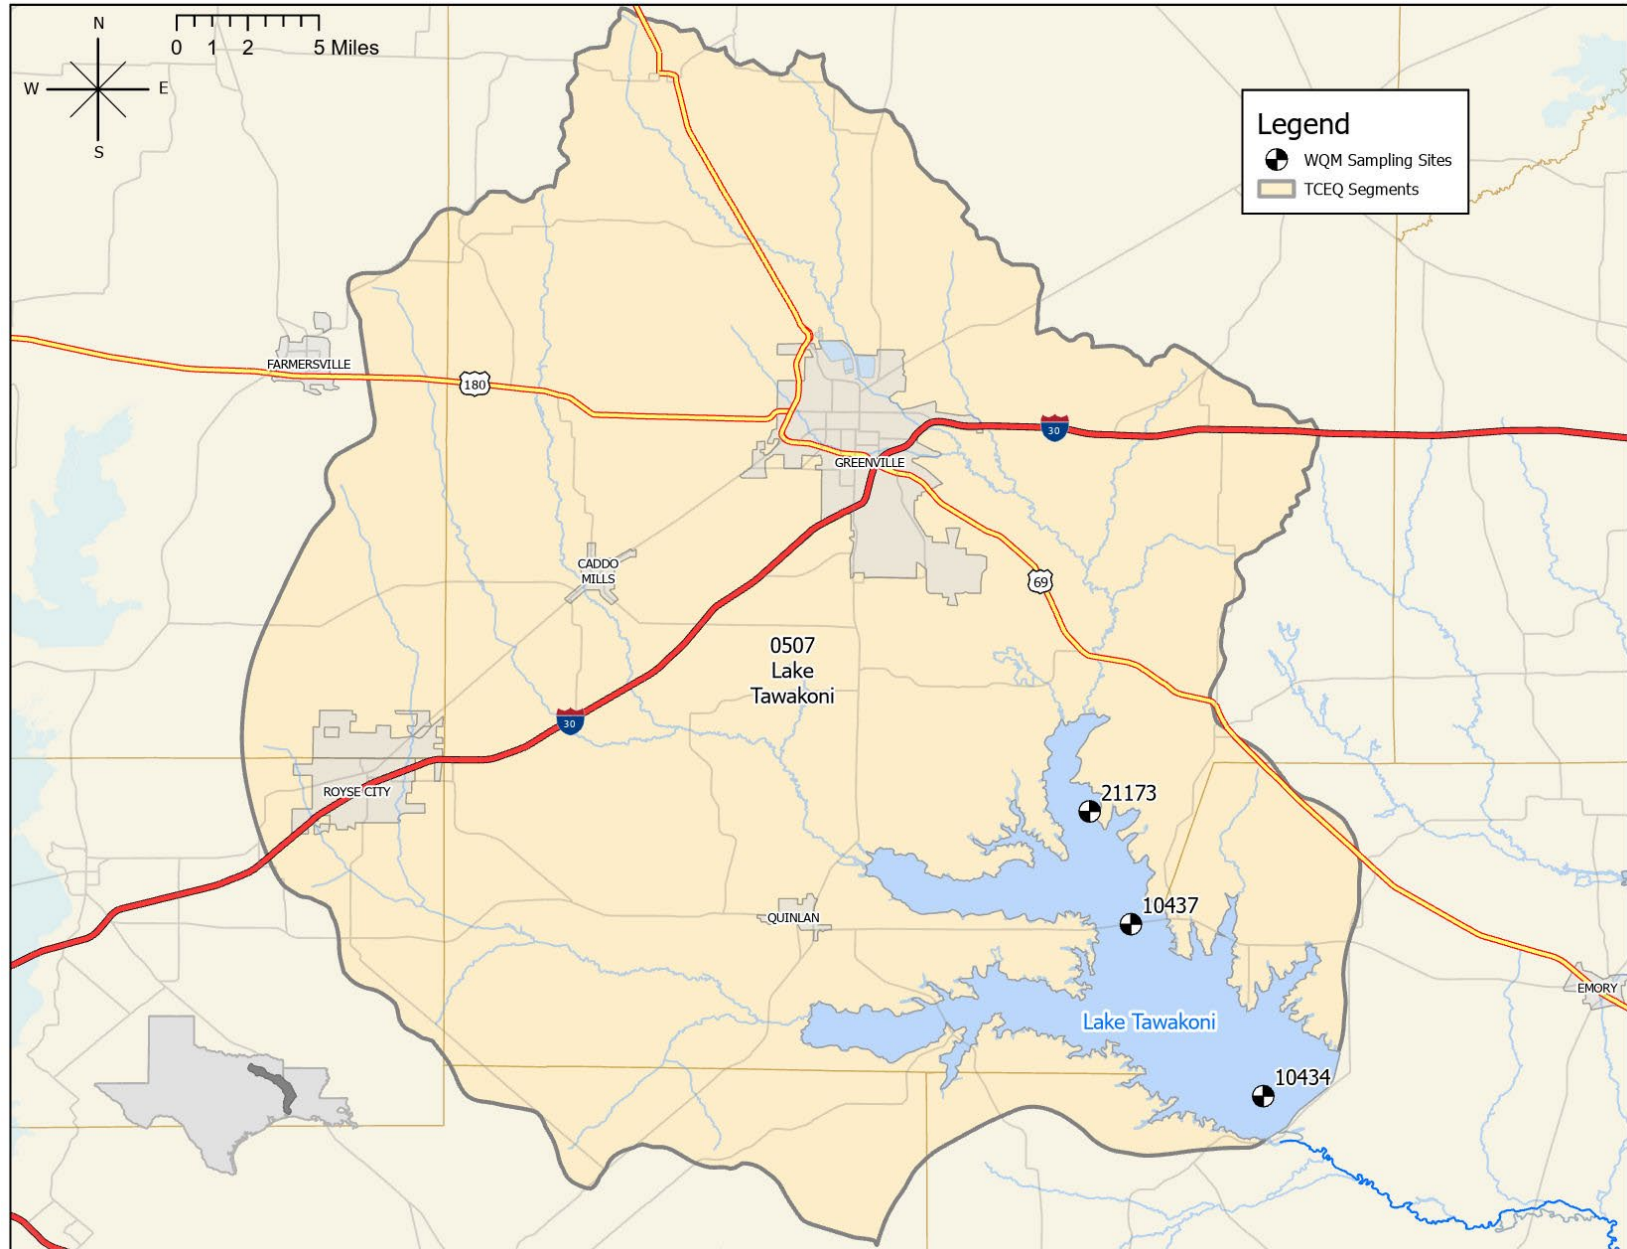 N
W E
S
0 1 2 5 Miles
Legend
WQM Sampling Sites
TCEQ Segments
FARMERSVILLE
180
30
GREENVILLE
CADDO
MILLS
69
0507
Lake
Tawakoni
30
ROYSE CITY
21173
10437
QUINLAN
EMORY
Lake Tawakoni
10434